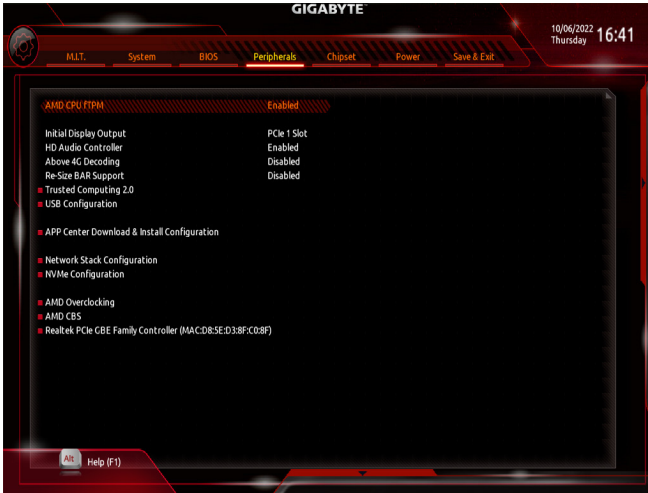 GIGABYTE
10/06/2022 16:41
Thursday
M.I.T. System BIOS Peripherals Chipset Power Save & Exit
AMD CPU fTPM Enabled
Initial Display Output PCIe 1 Slot
HD Audio Controller Enabled
Above 4G Decoding Disabled
Re-Size BAR Support Disabled
Trusted Computing 2.0
USB Configuration
APP Center Download & Install Configuration
Network Stack Configuration
NVMe Configuration
AMD Overclocking
AMD CBS
Realtek PCIe GBE Family Controller (MAC:D8:5E:D3:8F:C0:8F)
Alt Help (F1)